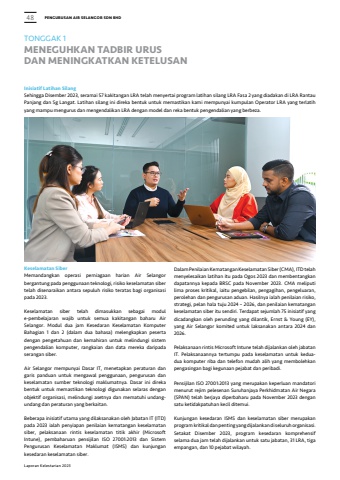 48 PENGURUSAN AIR SELANGOR SDN BHD
TONGGAK 1
MENEGUHKAN TADBIR URUS
DAN MENINGKATKAN KETELUSAN
Inisiatif Latihan Silang
Sehingga Disember 2023, seramai 57 kakitangan LRA telah menyertai program latihan silang LRA Fasa 2 yang diadakan di LRA Rantau
Panjang dan Sg Langat. Latihan silang ini direka bentuk untuk memastikan kami mempunyai kumpulan Operator LRA yang terlatih
yang mampu mengurus dan mengendalikan LRA dengan model dan reka bentuk pengendalian yang berbeza.
Keselamatan Siber
Memandangkan operasi perniagaan harian Air Selangor
bergantung pada penggunaan teknologi, risiko keselamatan siber
telah disenaraikan antara sepuluh risiko teratas bagi organisasi
pada 2023.
Keselamatan siber telah dimasukkan sebagai modul
e-pembelajaran wajib untuk semua kakitangan baharu Air
Selangor. Modul dua jam Kesedaran Keselamatan Komputer
Bahagian 1 dan 2 (dalam dua bahasa) melengkapkan peserta
dengan pengetahuan dan kemahiran untuk melindungi sistem
pengendalian komputer, rangkaian dan data mereka daripada
serangan siber.
Air Selangor mempunyai Dasar IT, menetapkan peraturan dan
garis panduan untuk mengawal penggunaan, pengurusan dan
keselamatan sumber teknologi maklumatnya. Dasar ini direka
bentuk untuk memastikan teknologi digunakan selaras dengan
objektif organisasi, melindungi asetnya dan mematuhi undang-
undang dan peraturan yang berkaitan.
Beberapa inisiatif utama yang dilaksanakan oleh Jabatan IT (ITD)
pada 2023 ialah penyiapan penilaian kematangan keselamatan
siber, pelaksanaan rintis keselamatan titik akhir (Microsoft
Intune), pembaharuan pensijilan ISO 27001:2013 dan Sistem
Pengurusan Keselamatan Maklumat (ISMS) dan kunjungan
kesedaran keselamatan siber.
Dalam Penilaian Kematangan Keselamatan Siber (CMA), ITD telah
menyelesaikan latihan itu pada Ogos 2023 dan membentangkan
dapatannya kepada BRSC pada November 2023. CMA meliputi
lima proses kritikal, iaitu pengebilan, penggajihan, pengeluaran,
perolehan dan pengurusan aduan. Hasilnya ialah penilaian risiko,
strategi, pelan hala tuju 2024 – 2026, dan penilaian kematangan
keselamatan siber itu sendiri. Terdapat sejumlah 75 inisiatif yang
dicadangkan oleh perunding yang dilantik, Ernst & Young (EY),
yang Air Selangor komited untuk laksanakan antara 2024 dan
2026.
Pelaksanaan rintis Microsoft Intune telah dijalankan oleh jabatan
IT. Pelaksanaannya tertumpu pada keselamatan untuk kedua-
dua komputer riba dan telefon mudah alih yang membolehkan
pengasingan bagi kegunaan pejabat dan peribadi.
Pensijilan ISO 27001:2013 yang merupakan keperluan mandatori
menurut rejim pelesenan Suruhanjaya Perkhidmatan Air Negara
(SPAN) telah berjaya diperbaharu pada November 2023 dengan
satu ketidakpatuhan kecil ditemui.
Kunjungan kesedaran ISMS dan keselamatan siber merupakan
program kritikal dan penting yang dijalankan di seluruh organisasi.
Setakat Disember 2023, program kesedaran komprehensif
selama dua jam telah dijalankan untuk satu jabatan, 31 LRA, tiga
empangan, dan 10 pejabat wilayah.
Laporan Kelestarian 2023